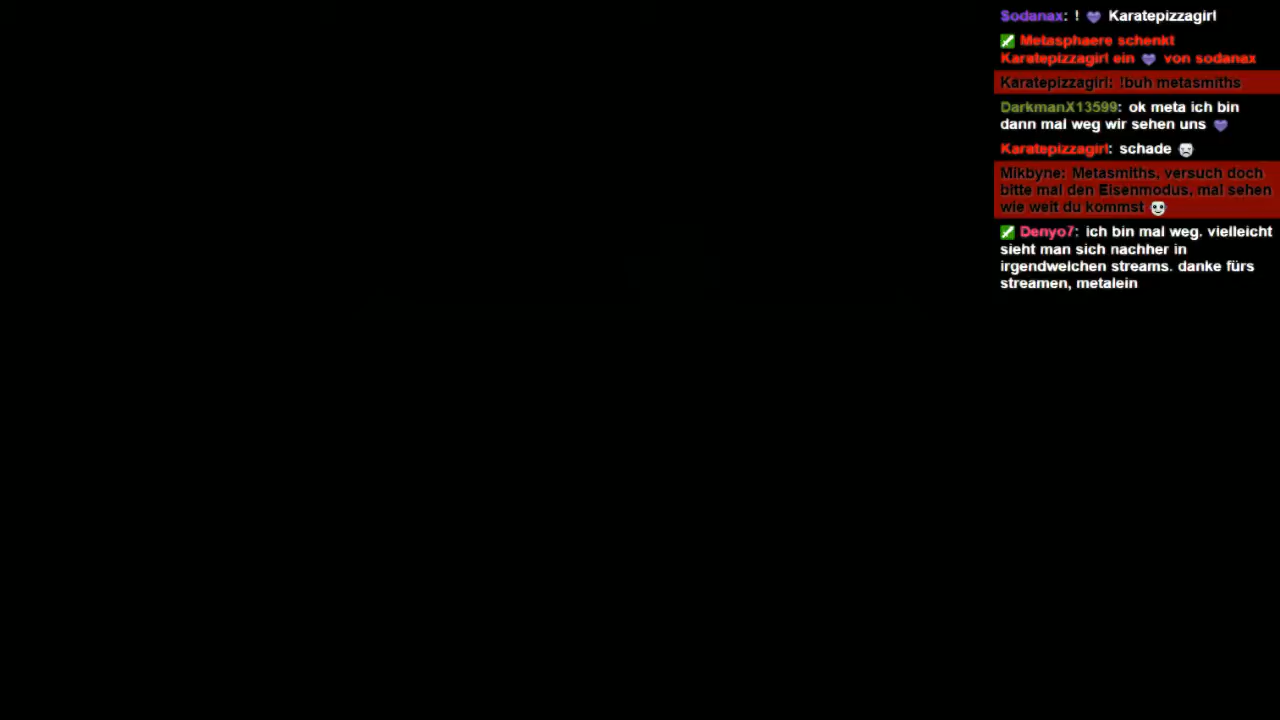 Sodanax: ! 💜 Karatepizzagirl
Metasphaere schenkt
Karatepizzagirl ein 💜 von sodanax
Karatepizzagirl: !buh metasmiths
DarkmanX13599: ok meta ich bin
dann mal weg wir sehen uns 💜
Karatepizzagirl: schade
Mikbyne: Metasmiths, versuch doch
bitte mal den Eisenmodus, mal sehen
wie weit du kommst
Denyo7: ich bin mal weg. vielleicht
sieht man sich nachher in
irgendwelchen streams. danke fürs
streamen, metalein